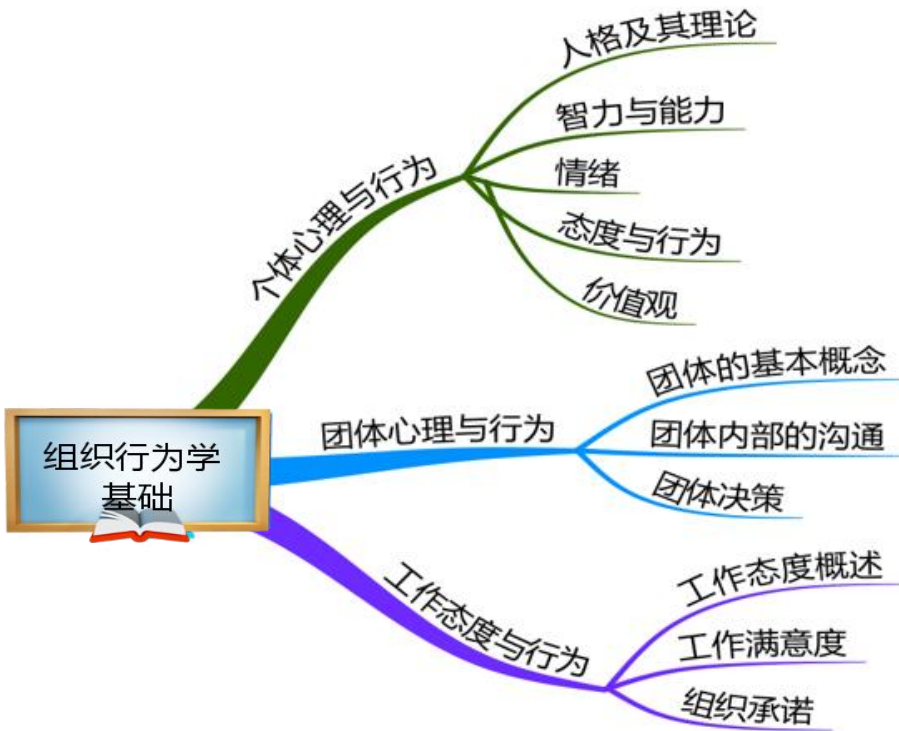 组织行为学
基础
个体心理与行为
人格及其理论
智力与能力
情绪
态度与行为
价值观
团体心理与行为
团体的基本概念
团体内部的沟通
团体决策
工作态度与行为
工作态度概述
工作满意度
组织承诺